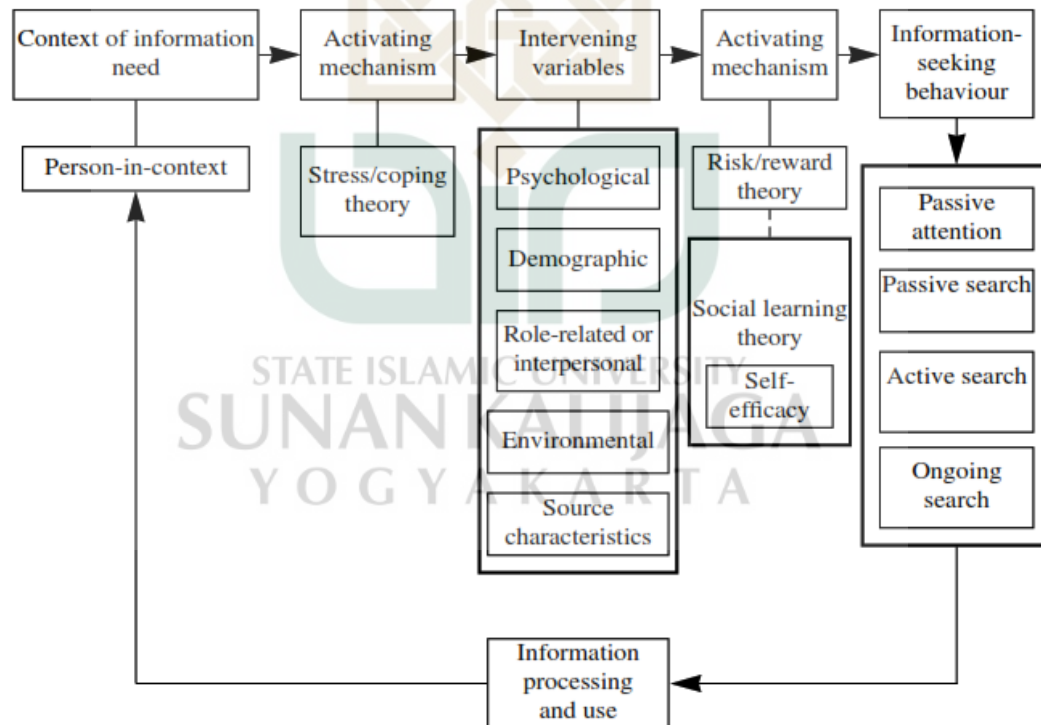 Context of information
need
Activating
mechanism
Intervening
variables
Activating
mechanism
Information-
seeking
behaviour
Person-in-context
Stress/coping
theory
Psychological
Demographic
Role-related or
interpersonal
Environmental
Source
characteristics
Risk/reward
theory
Social learning
theory
Self-
efficacy
Passive
attention
Passive search
Active search
Ongoing
search
Information
processing
and use
STATE ISLAMIC UNIVERSITY
SUNAN KALIJAGA
YOGYAKARTA